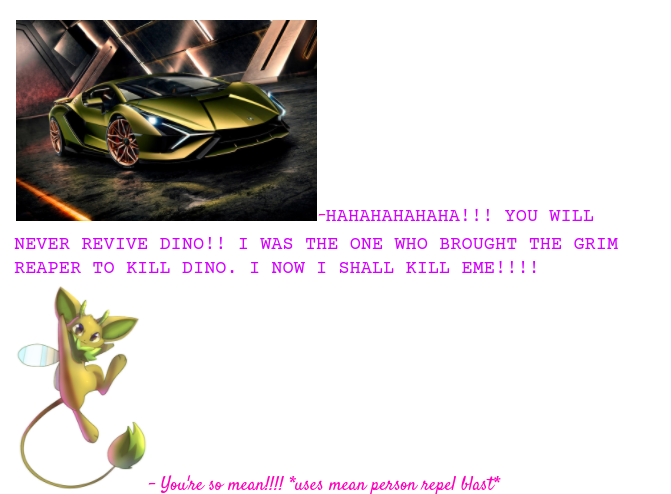 -HAHAHAHAHAHA!!! YOU WILL
NEVER REVIVE DINO!! I WAS THE ONE WHO BROUGHT THE GRIM
REAPER TO KILL DINO. I NOW I SHALL KILL EME!!!!
- You're so mean!!!! *uses mean person repel blast*